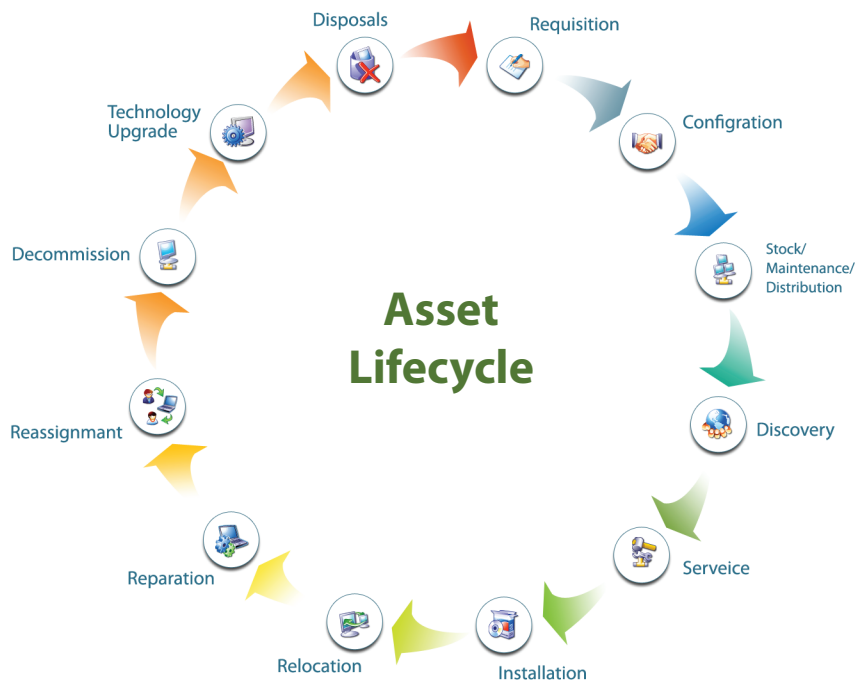 Disposals
Requisition
Technology
Upgrade
Configration
Decommission
Stock/
Maintenance/
Distribution
Asset
Lifecycle
Reassignmant
Discovery
Reparation
Serveice
Relocation
Installation